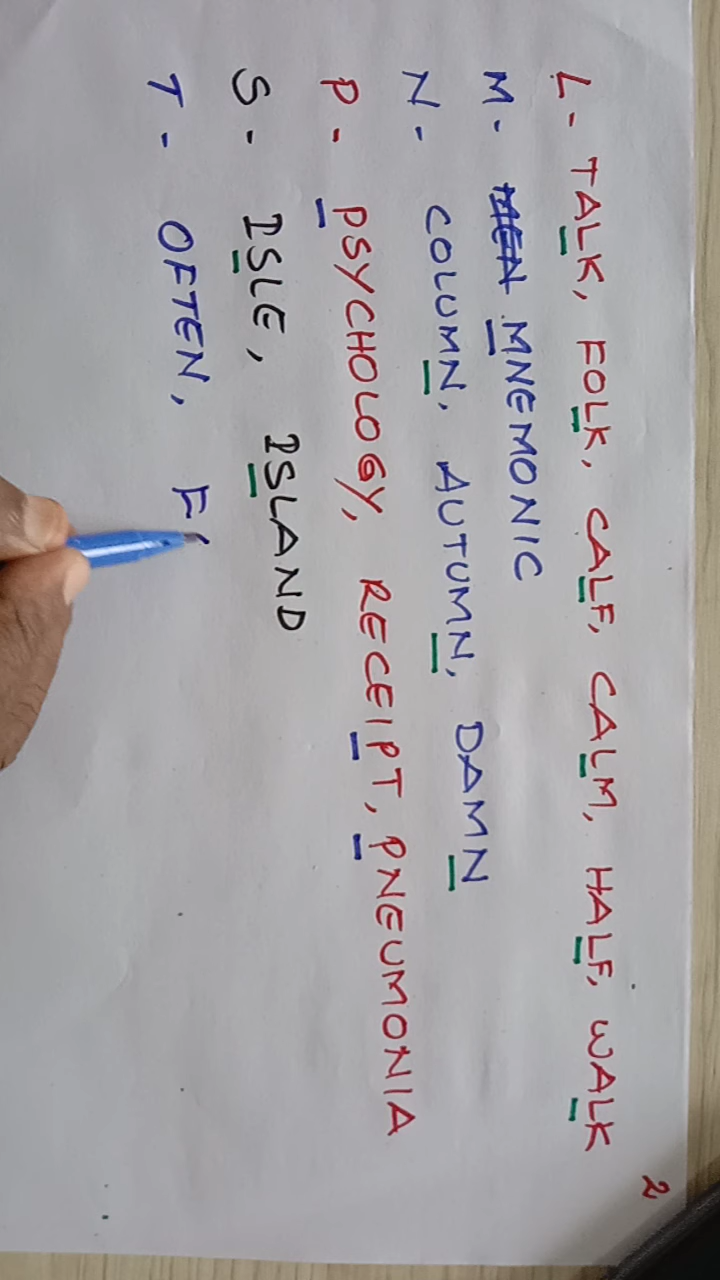 2
L- TALK, FOLK, CALF, CALM, HALF, WALK
M- MNEMONIC
N- COLUMN, AUTUMN, DAMN
P- PSYCHOLOGY, RECEIPT, PNEUMONIA
S- ISLE, ISLAND
T- OFTEN, F